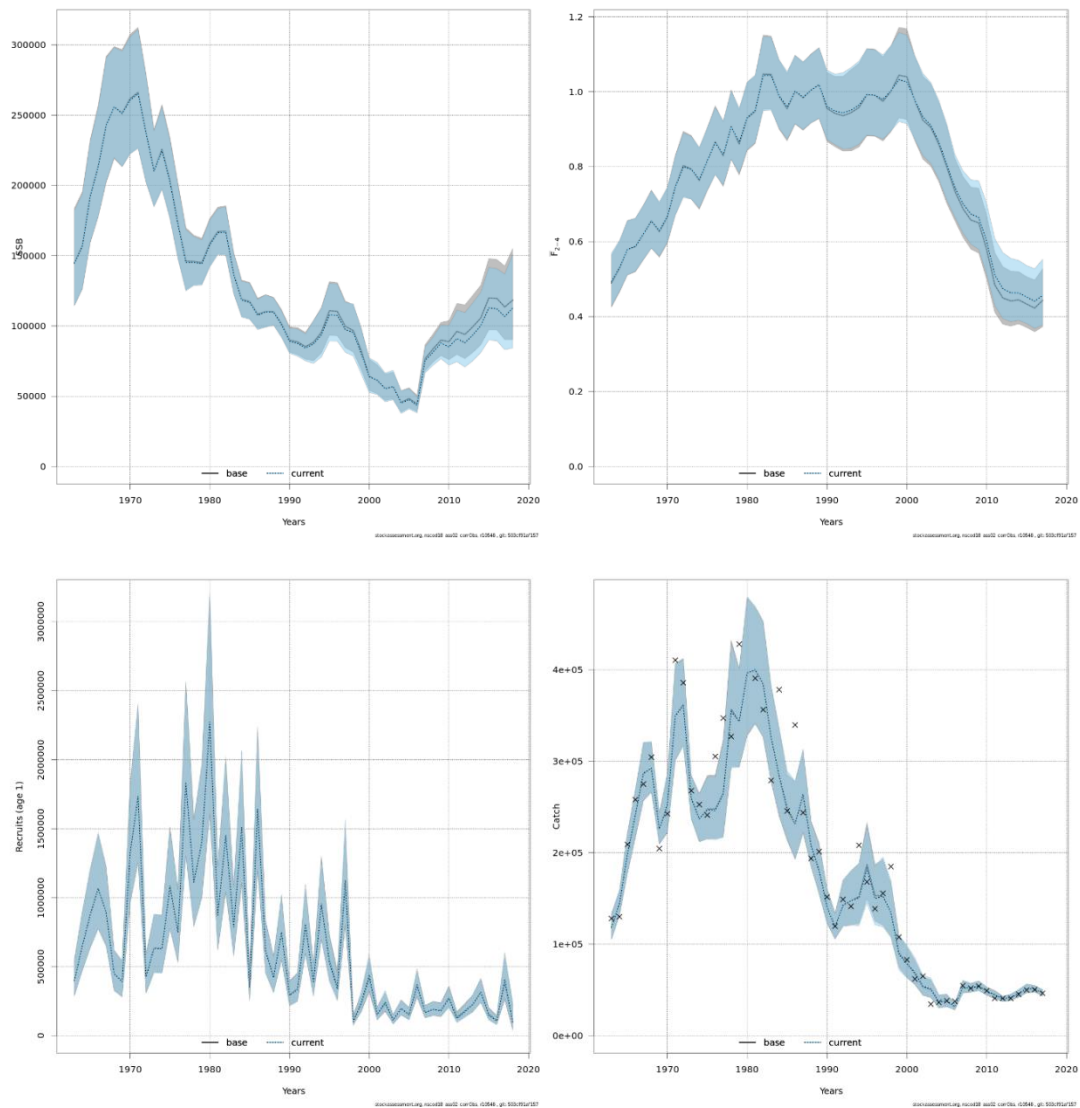 SSB
300000
250000
200000
150000
100000
50000
0
base current
1970 1980 1990 2000 2010 2020
Years
F2−4
1.2
1.0
0.8
0.6
0.4
0.2
0.0
base current
1970 1980 1990 2000 2010 2020
Years
Recruits (age 1)
3000000
2500000
2000000
1500000
1000000
500000
0
base current
1970 1980 1990 2000 2010 2020
Years
Catch
4e+05
3e+05
2e+05
1e+05
0e+00
base current
1970 1980 1990 2000 2010 2020
Years